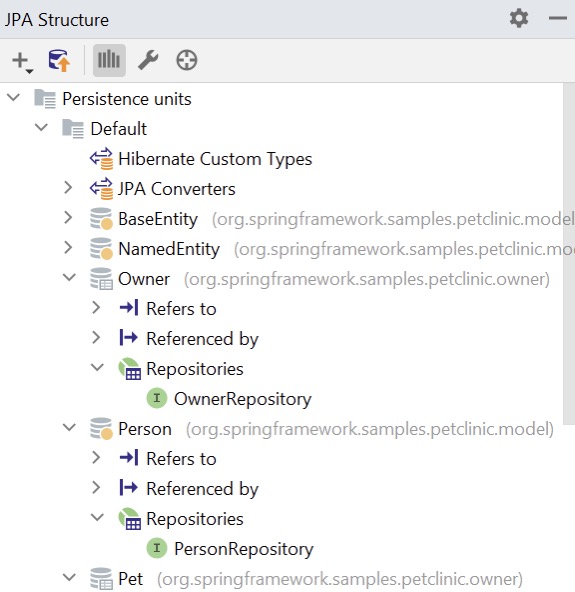 JPA Structure
Persistence units
Default
Hibernate Custom Types
JPA Converters
BaseEntity (org.springframework.samples.petclinic.model
NamedEntity (org.springframework.samples.petclinic.mo
Owner (org.springframework.samples.petclinic.owner)
Refers to
Referenced by
Repositories
I OwnerRepository
Person (org.springframework.samples.petclinic.model)
Refers to
Referenced by
Repositories
I PersonRepository
Pet (org.springframework.samples.petclinic.owner)